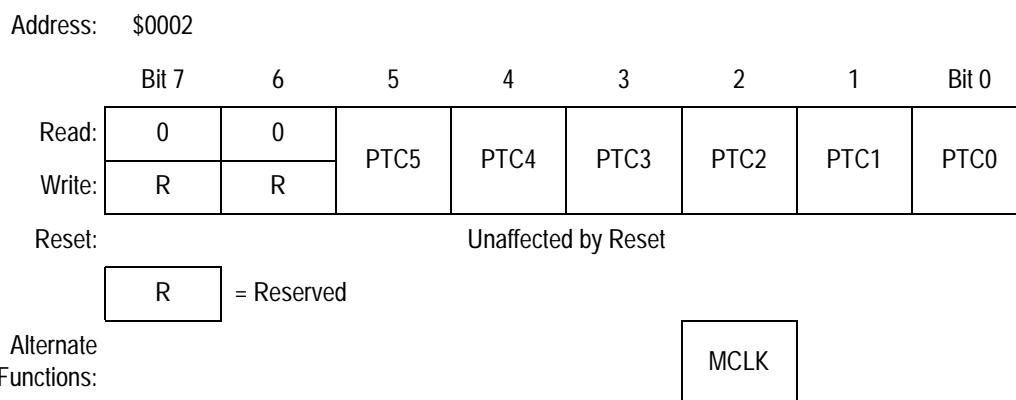 Address: $0002
Bit 7 6 5 4 3 2 1 Bit 0
Read: 0 0 PTC5 PTC4 PTC3 PTC2 PTC1 PTC0
Write: R R
Reset: Unaffected by Reset
R = Reserved
Alternate
Functions: MCLK